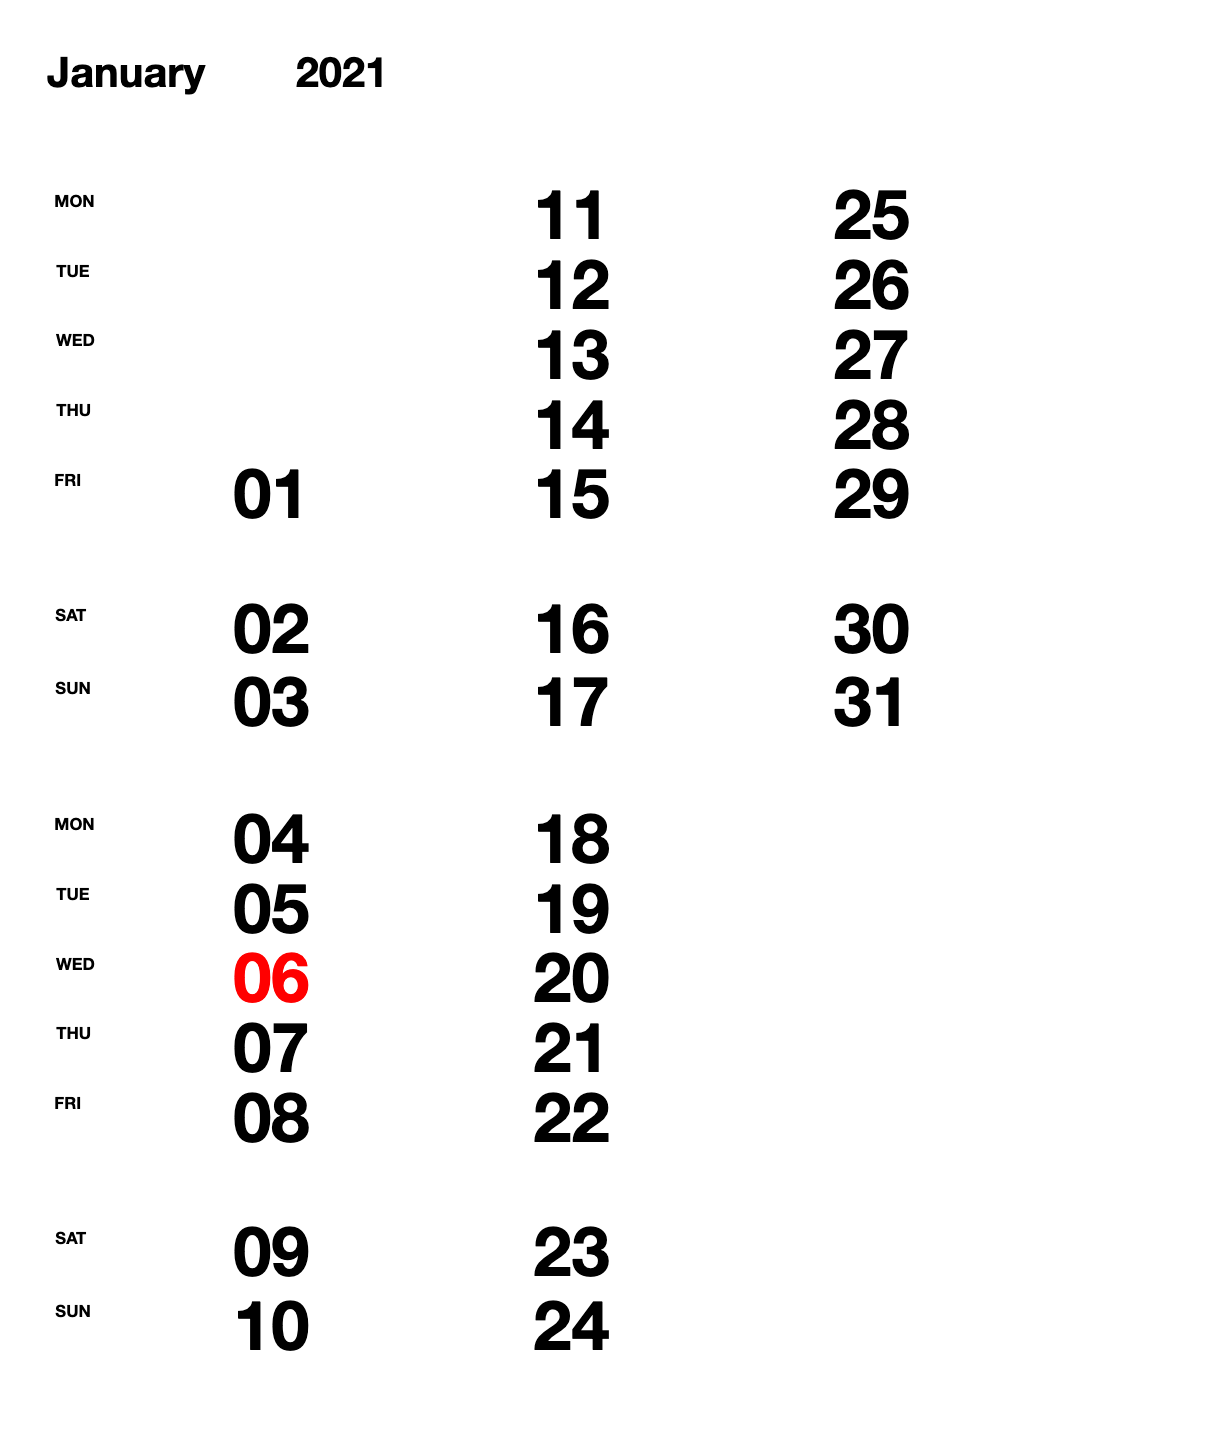 January 2021
MON 11 25
TUE 12 26
WED 13 27
THU 14 28
FRI 01 15 29
SAT 02 16 30
SUN 03 17 31
MON 04 18
TUE 05 19
WED 06 20
THU 07 21
FRI 08 22
SAT 09 23
SUN 10 24